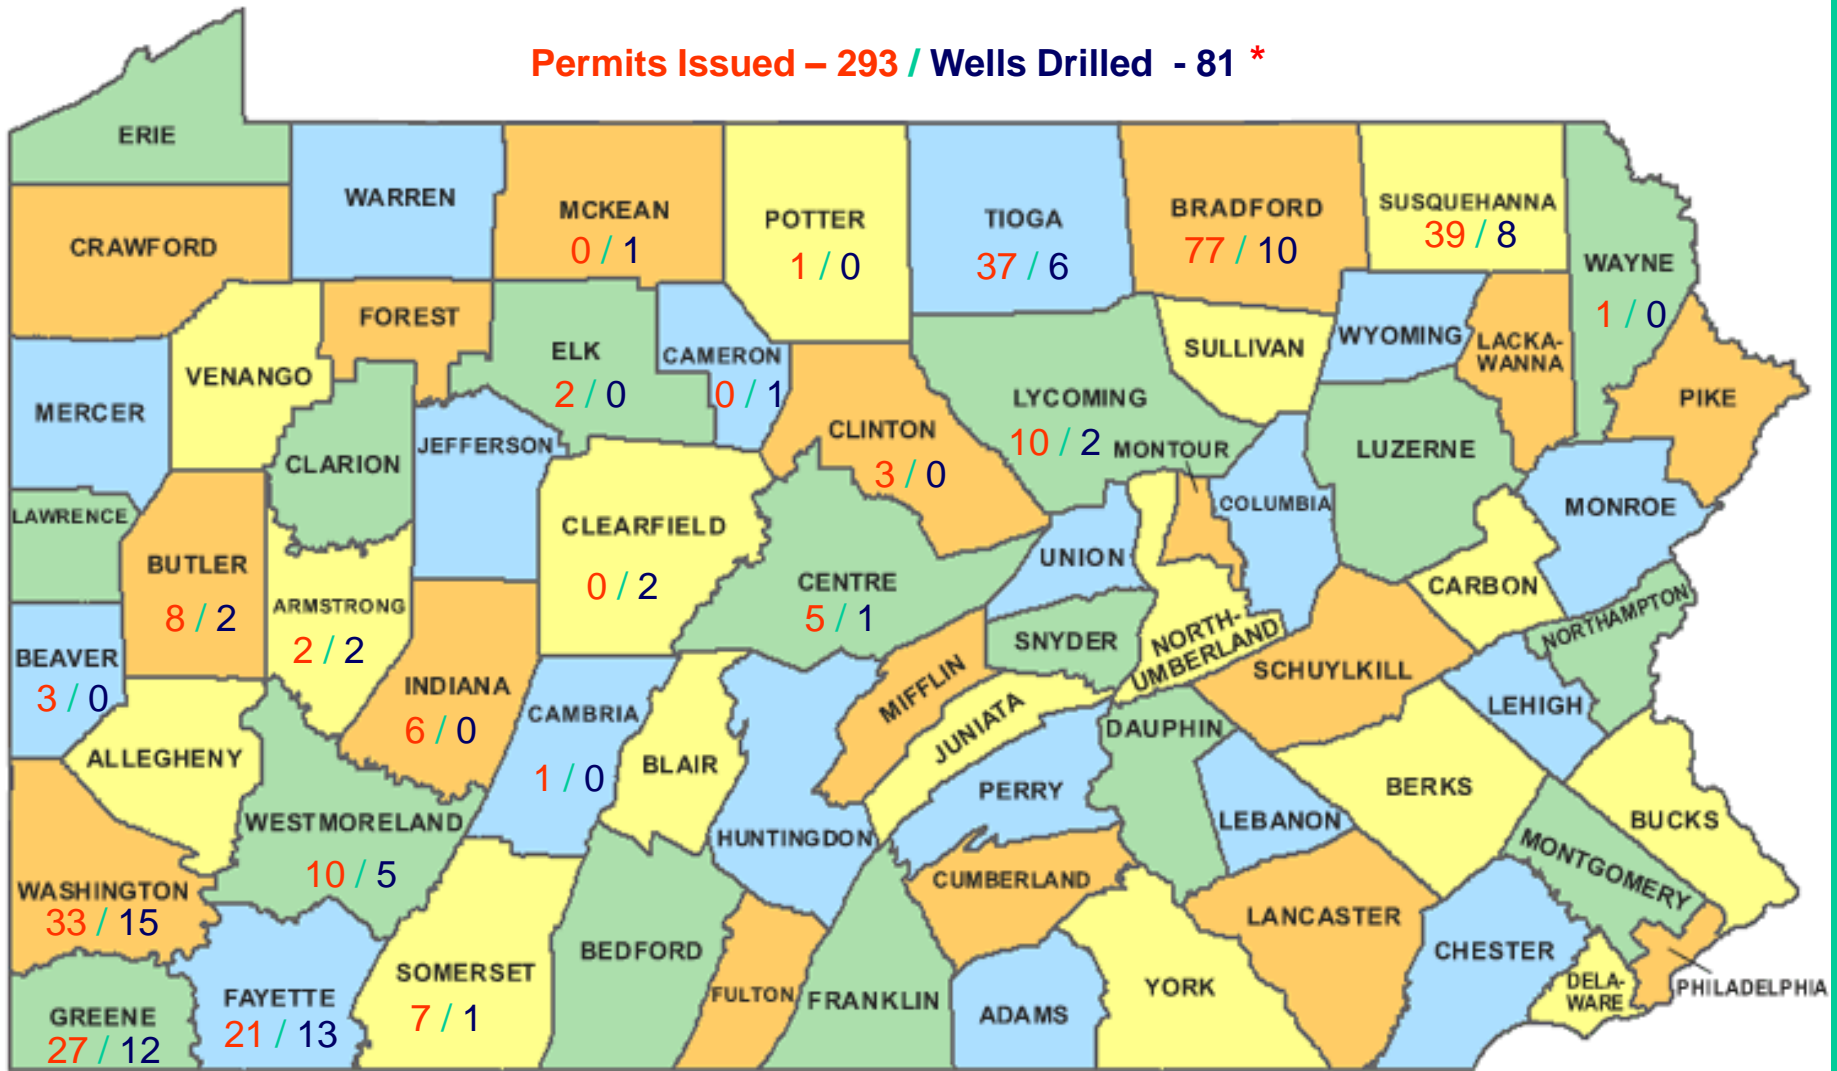 Permits Issued – 293 / Wells Drilled - 81 *
ERIE
WARREN
MCKEAN
0 / 1
POTTER
1 / 0
TIOGA
37 / 6
BRADFORD
77 / 10
SUSQUEHANNA
39 / 8
WAYNE
1 / 0
CRAWFORD
FOREST
ELK
2 / 0
CAMERON
0 / 1
SULLIVAN
WYOMING
LACKA-
WANNA
PIKE
MERCER
VENANGO
CLARION
JEFFERSON
CLINTON
3 / 0
LYCOMING
10 / 2
MONTOUR
COLUMBIA
LUZERNE
MONROE
LAWRENCE
BUTLER
8 / 2
ARMSTRONG
2 / 2
CLEARFIELD
0 / 2
CENTRE
5 / 1
UNION
SNYDER
NORTH-
UMBERLAND
CARBON
NORTHAMPTON
SCHUYLKILL
LEHIGH
BEAVER
3 / 0
INDIANA
6 / 0
CAMBRIA
1 / 0
BLAIR
MIFFLIN
JUNIATA
DAUPHIN
PERRY
ALLEGHENY
WESTMORELAND
10 / 5
HUNTINGDON
LEBANON
BERKS
BUCKS
MONTGOMERY
WASHINGTON
33 / 15
CUMBERLAND
LANCASTER
CHESTER
DELA-
WARE
PHILADELPHIA
GREENE
27 / 12
FAYETTE
21 / 13
SOMERSET
7 / 1
BEDFORD
FULTON
FRANKLIN
ADAMS
YORK